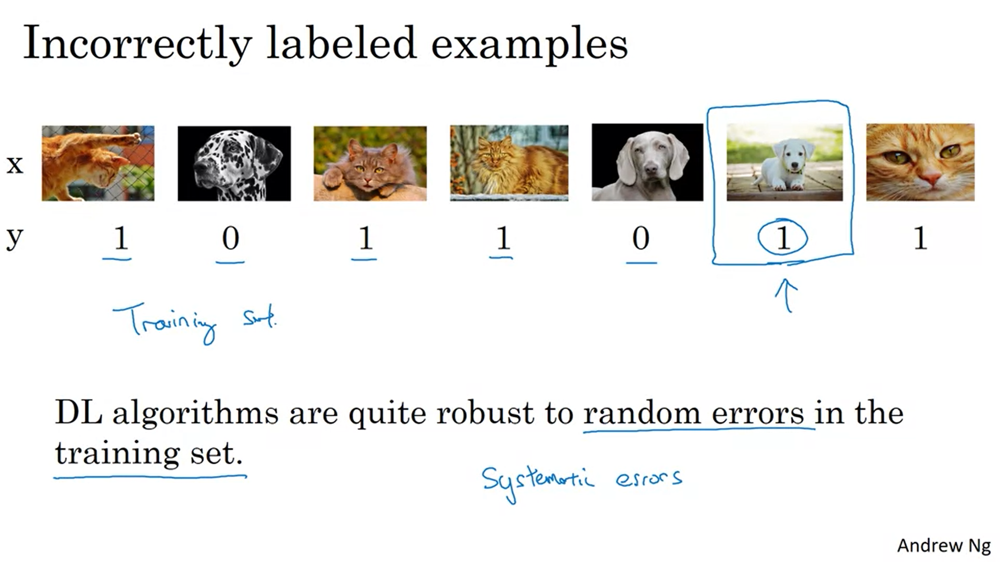 Incorrectly labeled examples
x
y 1 0 1 1 0 1 1
Training set.
DL algorithms are quite robust to random errors in the
training set.
Systematic errors
Andrew Ng